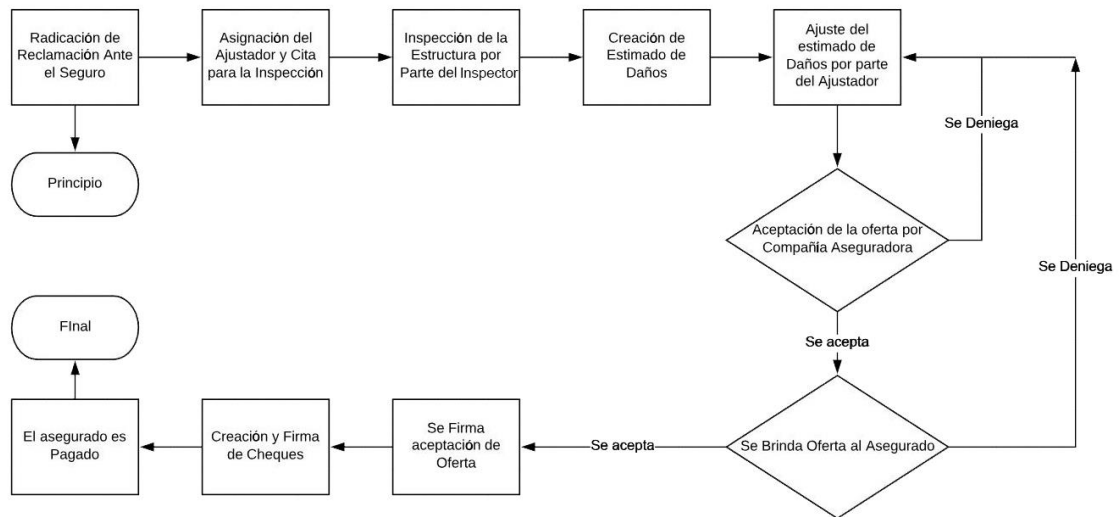 Radicación de
Reclamación Ante
el Seguro
Asignación del
Ajustador y Cita
para la Inspección
Inspección de la
Estructura por
Parte del Inspector
Creación de
Estimado de
Daños
Ajuste del
estimado de
Daños por parte
del Ajustador
Se Deniega
Principio
Aceptación de la oferta por
Compañía Aseguradora
Se Deniega
FInal
Se acepta
El asegurado es
Pagado
Creación y Firma
de Cheques
Se Firma
aceptación de
Oferta
Se acepta
Se Brinda Oferta al Asegurado